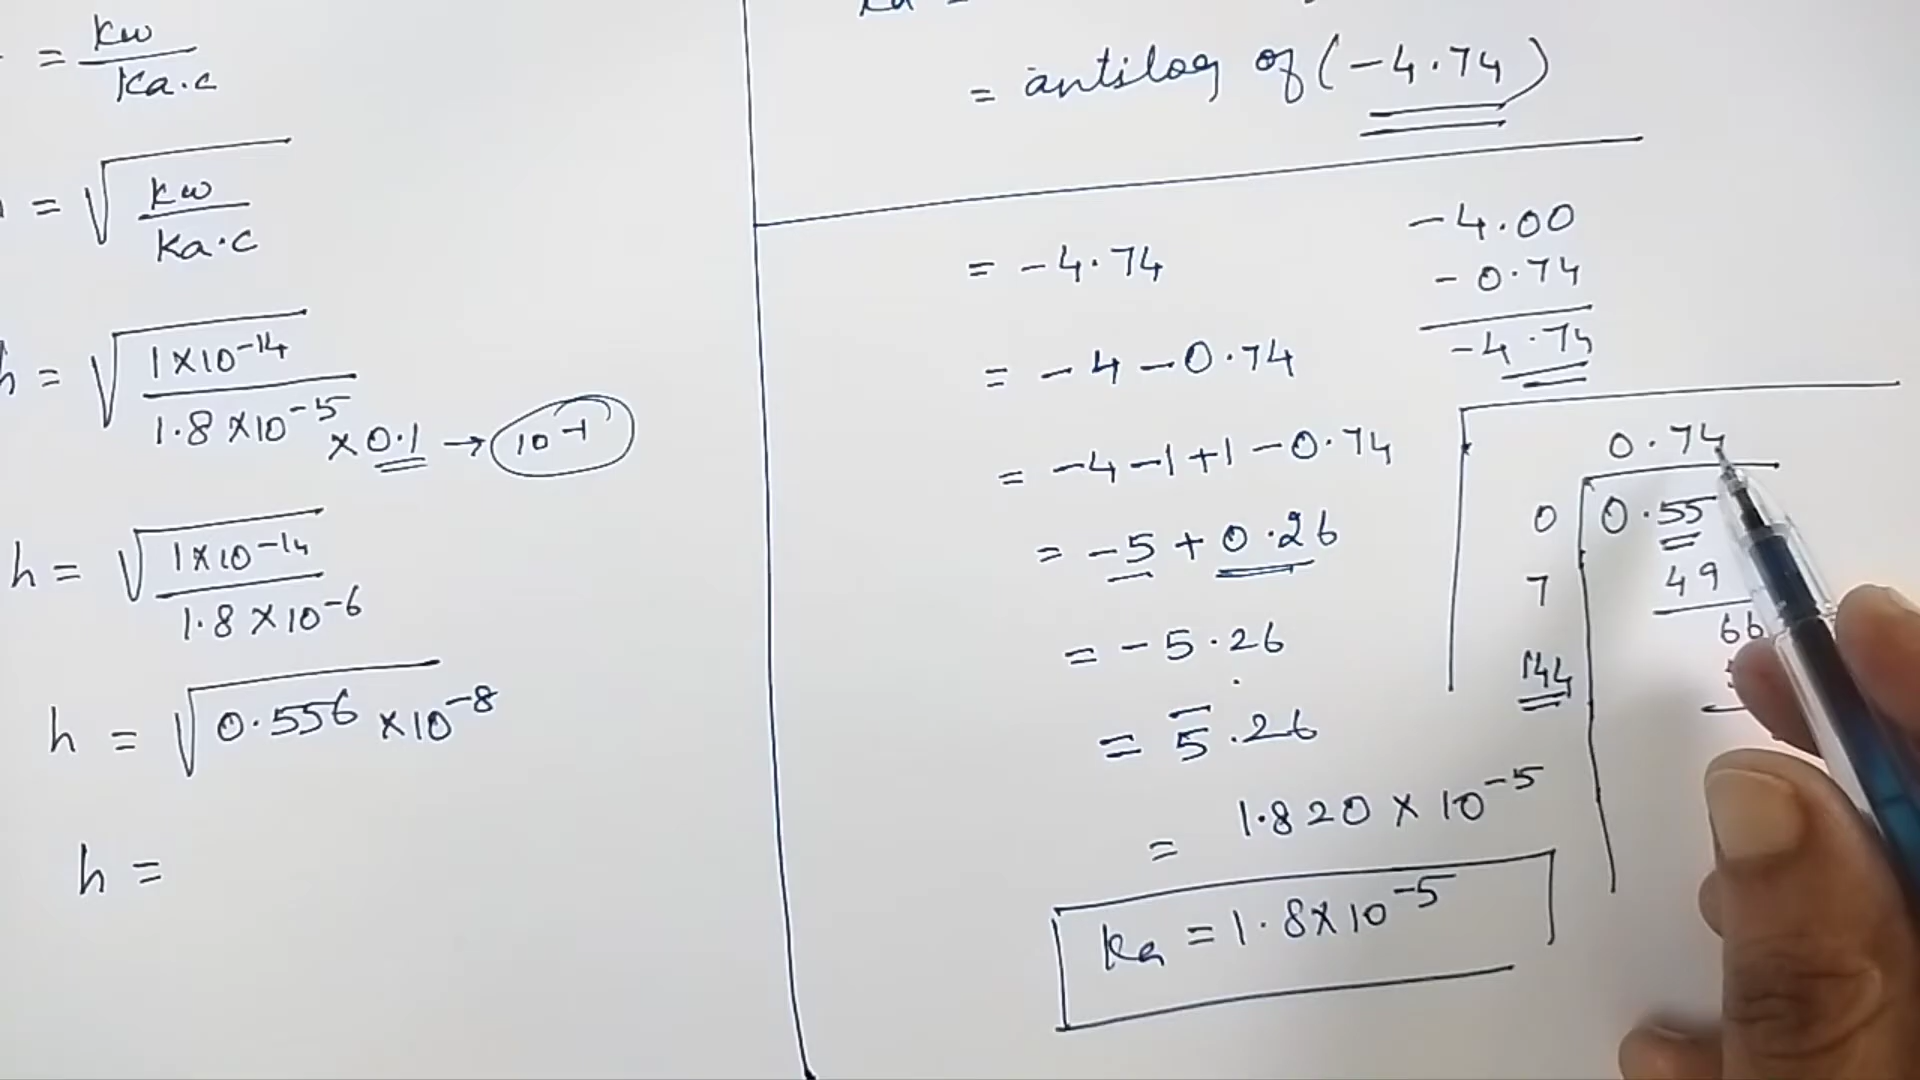 = kw / ka.c
= √ kw / ka.c
h = √ 1×10⁻¹⁴ / 1.8×10⁻⁵ × 0.1 → 10⁻¹
h = √ 1×10⁻¹⁴ / 1.8×10⁻⁶
h = √ 0.556 ×10⁻⁸
h =
= antilog of (-4.74)
= -4.74
= -4-0.74
= -4-1+1-0.74
= -5 + 0.26
= -5.26
= 5̄.26
= 1.820 × 10⁻⁵
ka = 1.8×10⁻⁵
-4.00
-0.74
-4.74
0.74
0 0.55
7 49
66
144